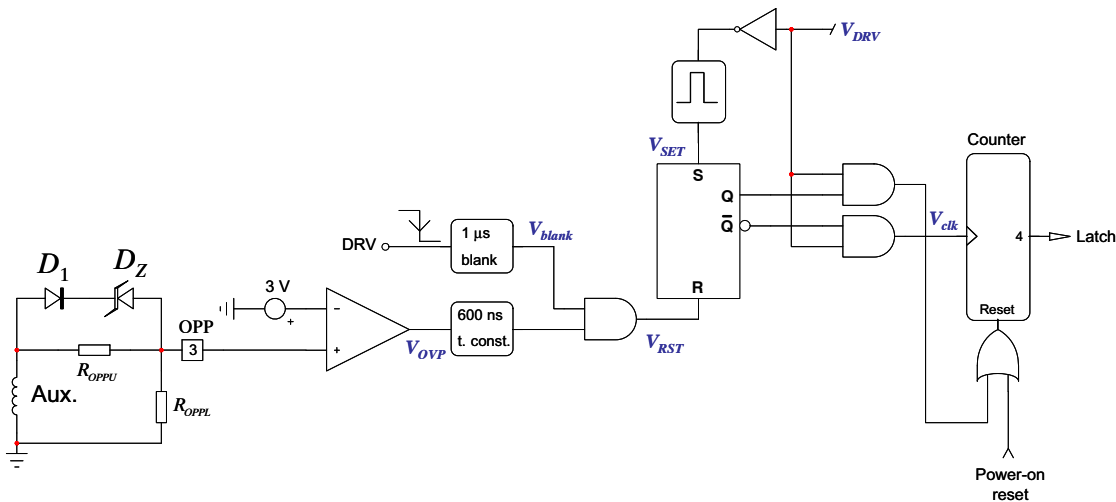 V_DRV
Counter
V_SET
S
Q
Q̅
R
4
Latch
V_clk
Reset
DRV
1 µs
blank
V_blank
D_1
D_Z
3 V
+
−
+
600 ns
t. const.
V_OVP
V_RST
OPP
3
R_OPPU
Aux.
R_OPPL
Power-on
reset